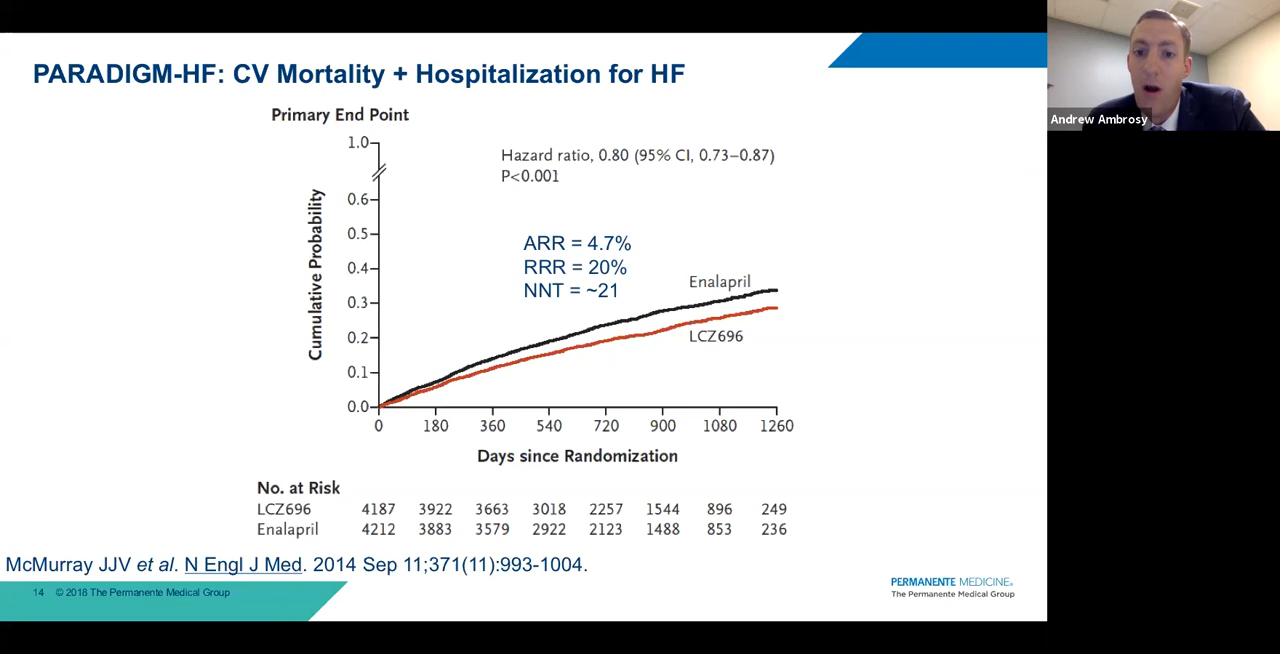 PARADIGM-HF: CV Mortality + Hospitalization for HF
Andrew Ambrosy
Primary End Point
Hazard ratio, 0.80 (95% CI, 0.73–0.87)
P<0.001
ARR = 4.7%
RRR = 20%
NNT = ~21
Enalapril
LCZ696
Cumulative Probability
1.0
0.6
0.5
0.4
0.3
0.2
0.1
0.0
0 180 360 540 720 900 1080 1260
Days since Randomization
No. at Risk
LCZ696 4187 3922 3663 3018 2257 1544 896 249
Enalapril 4212 3883 3579 2922 2123 1488 853 236
McMurray JJV et al. N Engl J Med. 2014 Sep 11;371(11):993-1004.
14 © 2018 The Permanente Medical Group
PERMANENTE MEDICINE®
The Permanente Medical Group